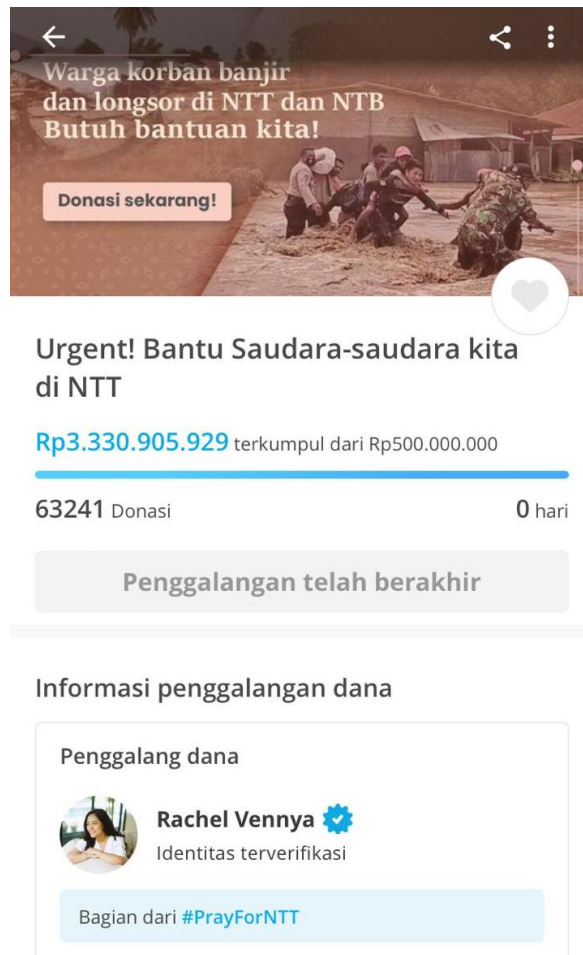 Warga korban banjir
dan longsor di NTT dan NTB
Butuh bantuan kita!
Donasi sekarang!
Urgent! Bantu Saudara-saudara kita
di NTT
Rp3.330.905.929 terkumpul dari Rp500.000.000
63241 Donasi 0 hari
Penggalangan telah berakhir
Informasi penggalangan dana
Penggalang dana
Rachel Vennya
Identitas terverifikasi
Bagian dari #PrayForNTT